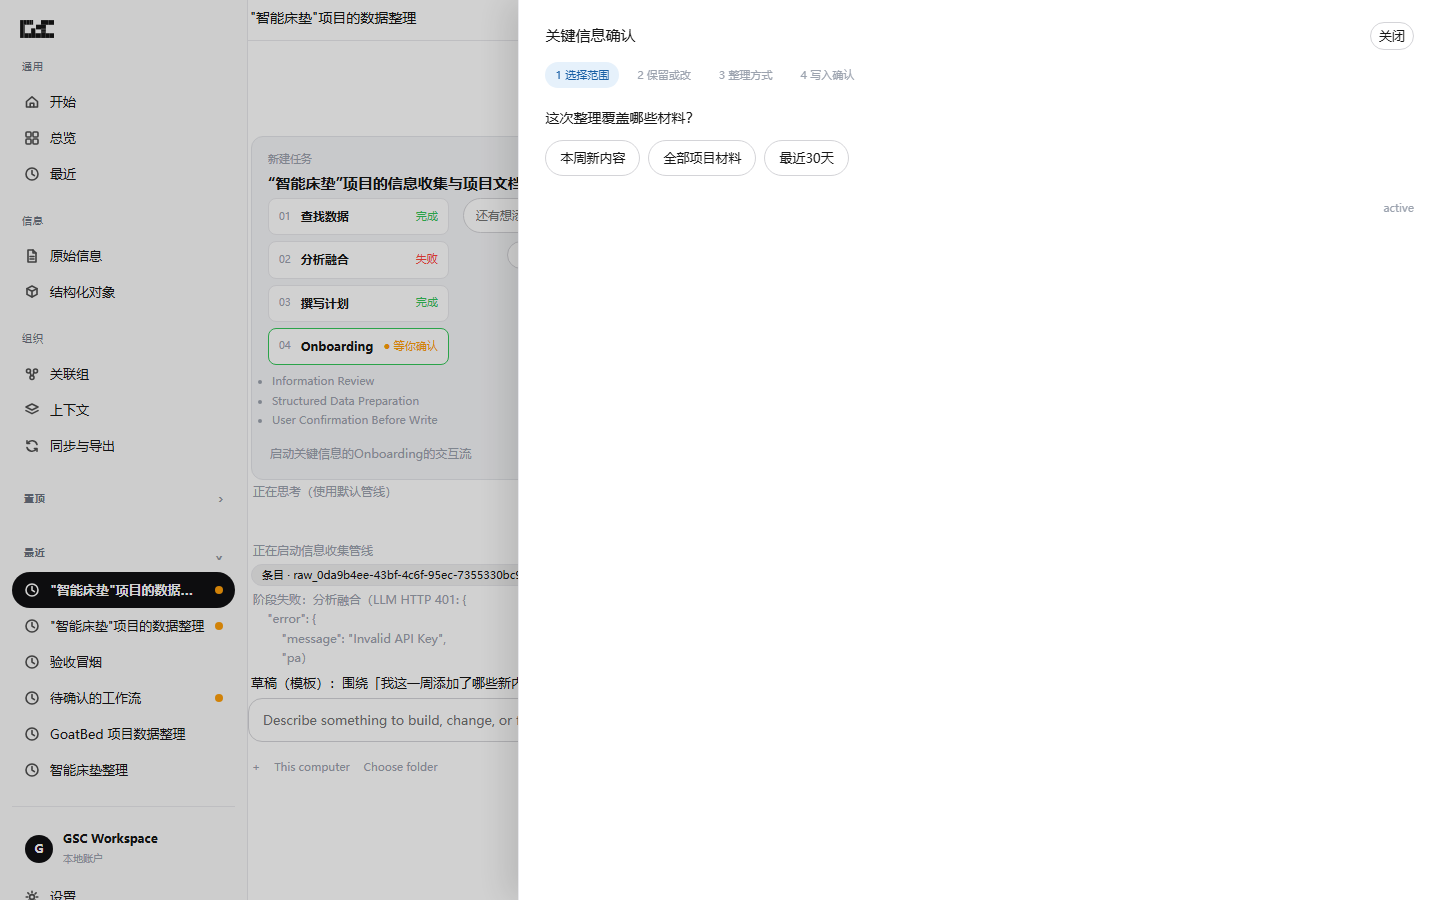 GSC
通用
开始
总览
最近
信息
原始信息
结构化对象
组织
关联组
上下文
同步与导出
置顶
最近
"智能床垫"项目的数据...
"智能床垫"项目的数据整理
验收冒烟
待确认的工作流
GoatBed 项目数据整理
智能床垫整理
G
GSC Workspace
本地账户
设置
"智能床垫"项目的数据整理
新建任务
“智能床垫”项目的信息收集与项目文档
01 查找数据 完成
还有想
02 分析融合 失败
03 撰写计划 完成
04 Onboarding 等你确认
Information Review
Structured Data Preparation
User Confirmation Before Write
启动关键信息的Onboarding的交互流
正在思考（使用默认管线）
正在启动信息收集管线
条目 · raw_0da9b4ee-43bf-4c6f-95ec-7355330bc9
阶段失败：分析融合（LLM HTTP 401: {
"error": {
"message": "Invalid API Key",
"pa）
草稿（模板）：围绕「我这一周添加了哪些新内
Describe something to build, change, or
+ This computer Choose folder
关键信息确认
关闭
1 选择范围 2 保留或改 3 整理方式 4 写入确认
这次整理覆盖哪些材料？
本周新内容 全部项目材料 最近30天
active